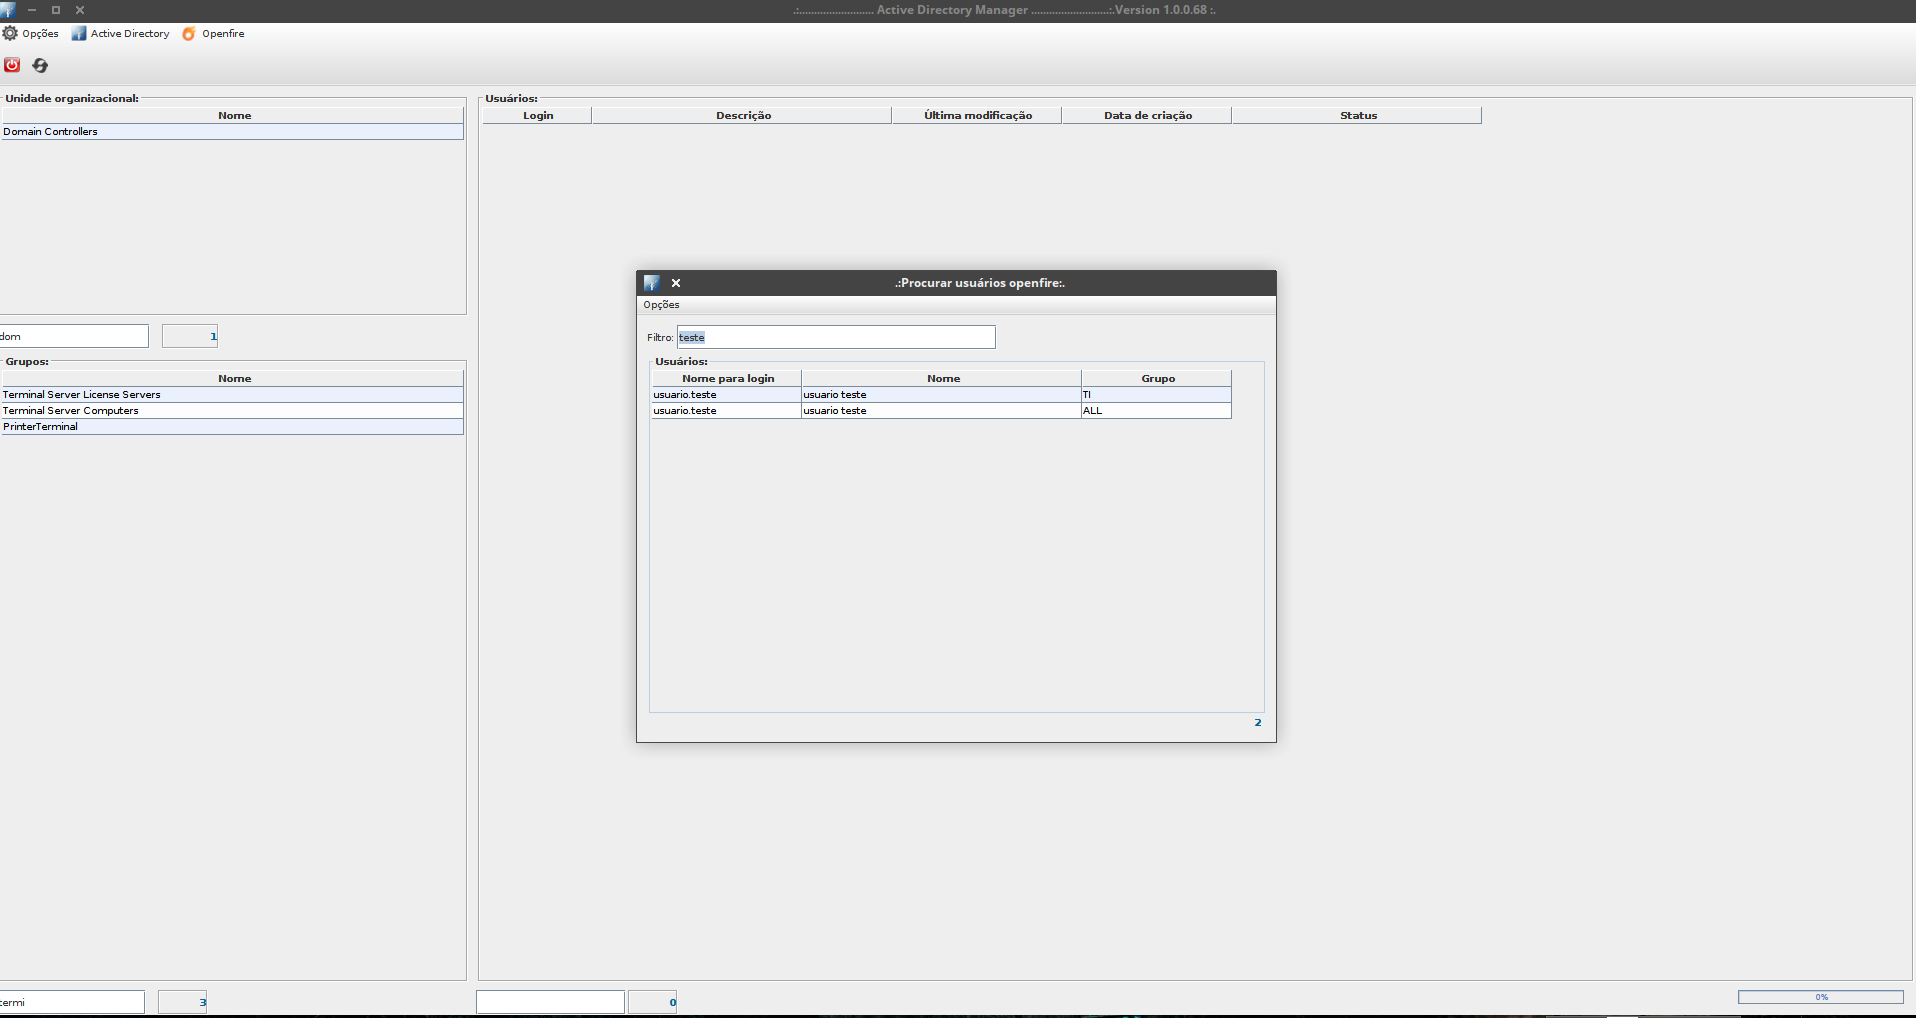 .:.......................... Active Directory Manager ..........................:.Version 1.0.0.68 :.
Opções Active Directory Openfire
Unidade organizacional:
Nome
Domain Controllers
dom 1
Grupos:
Nome
Terminal Server License Servers
Terminal Server Computers
PrinterTerminal
termi 3
Usuários:
Login Descrição Última modificação Data de criação Status
0
0%
.:Procurar usuários openfire:.
Opções
Filtro: teste
Usuários:
Nome para login Nome Grupo
usuario.teste usuario teste TI
usuario.teste usuario teste ALL
2